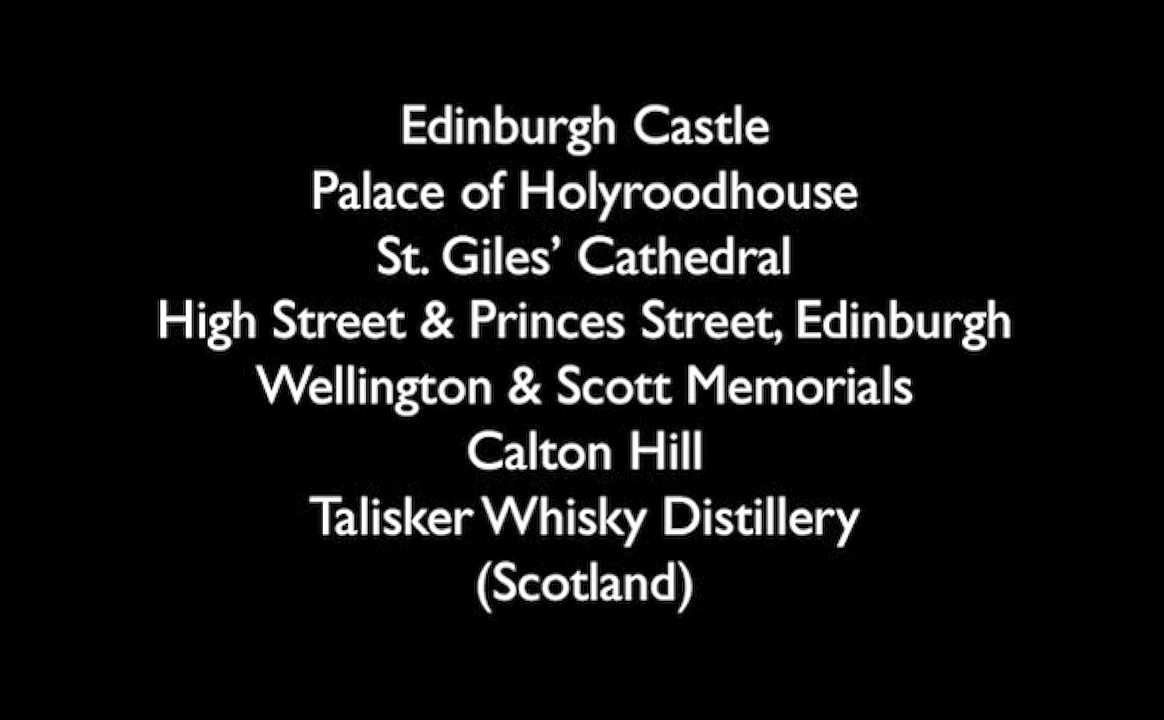 Edinburgh Castle
Palace of Holyroodhouse
St. Giles’ Cathedral
High Street & Princes Street, Edinburgh
Wellington & Scott Memorials
Calton Hill
Talisker Whisky Distillery
(Scotland)